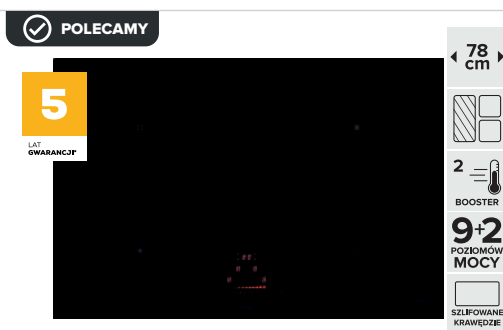 POLECAMY
5
LAT
GWARANCJI*
78
cm
2
BOOSTER
9+2
POZIOMÓW
MOCY
SZLIFOWANE
KRAWĘDZIE